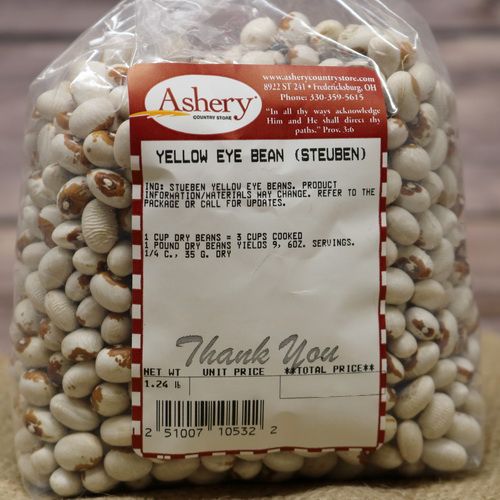 Ashery
COUNTRY STORE
www.asherycountrystore.com
8922 ST 241 • Fredericksburg, OH
Phone: 330-359-5615
"In all thy ways acknowledge
Him and He shall direct thy
paths." Prov. 3:6
YELLOW EYE BEAN (STEUBEN)
ING: STUEBEN YELLOW EYE BEANS. PRODUCT
INFORMATION/MATERIALS MAY CHANGE. REFER TO THE
PACKAGE OR CALL FOR UPDATES.
1 CUP DRY BEANS = 3 CUPS COOKED
1 POUND DRY BEANS YIELDS 9, 6OZ. SERVINGS.
1/4 C., 35 G. DRY
Thank You
NET WT UNIT PRICE **TOTAL PRICE**
1.24 lb
2 51007 10532 2